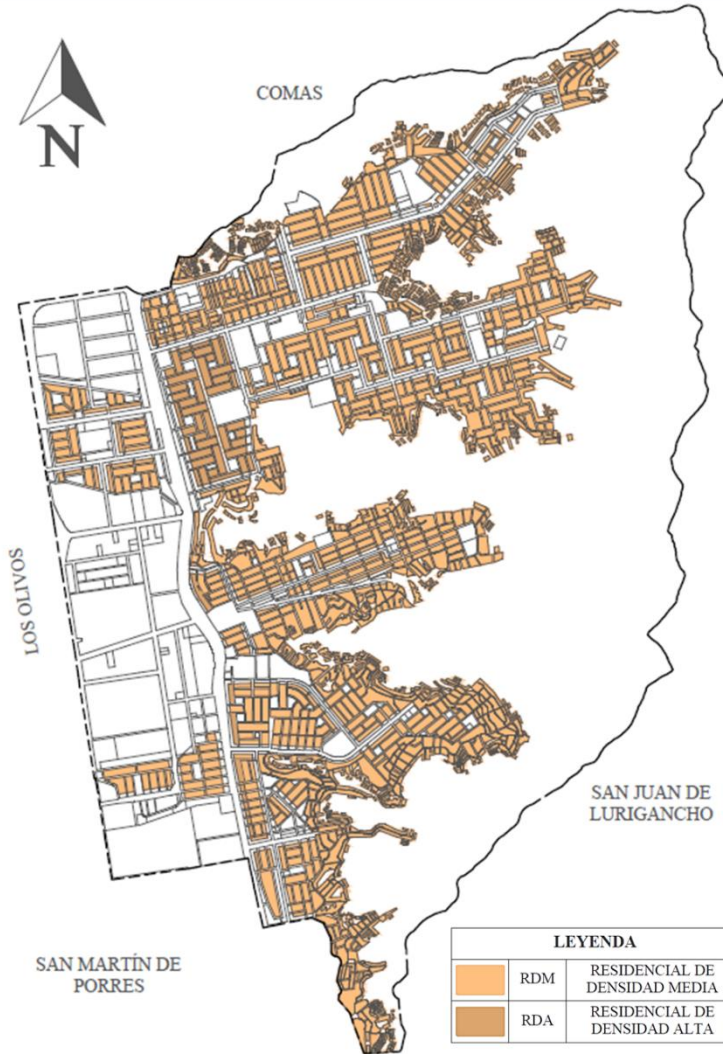 N
COMAS
LOS OLIVOS
SAN JUAN DE
LURIGANCHO
SAN MARTÍN DE
PORRES
LEYENDA
RDM
RESIDENCIAL DE
DENSIDAD MEDIA
RDA
RESIDENCIAL DE
DENSIDAD ALTA